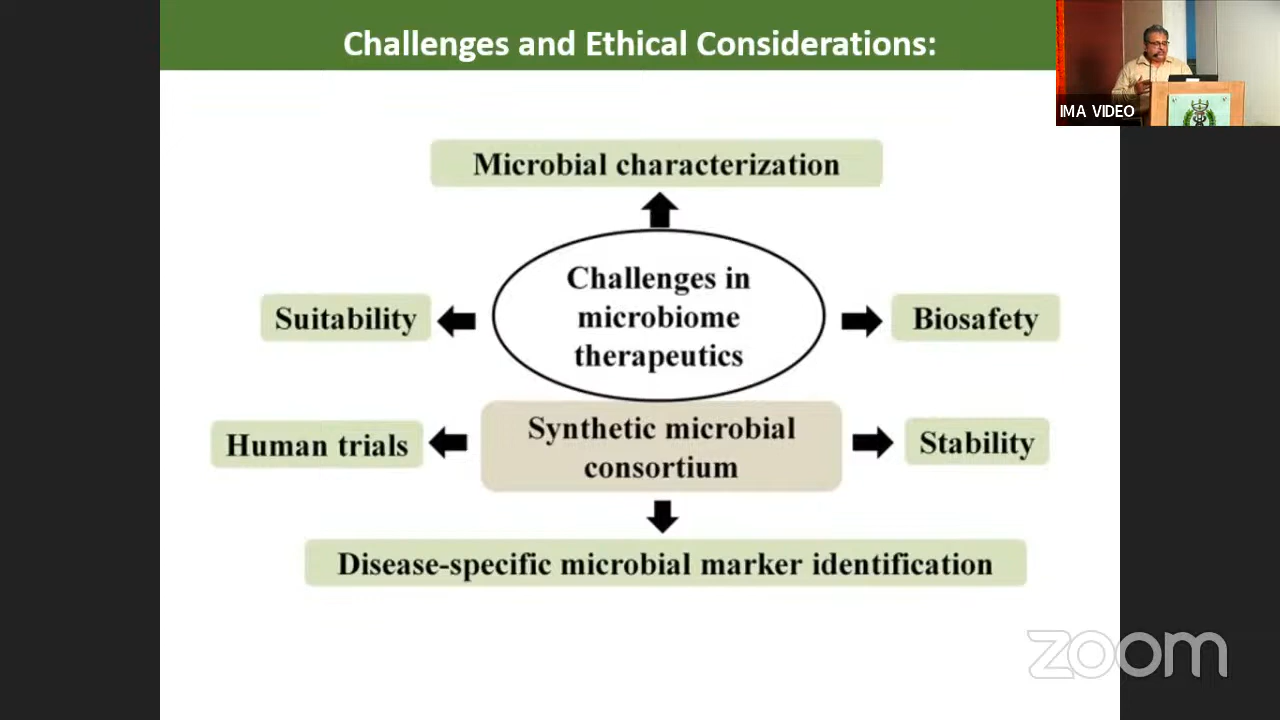 Challenges and Ethical Considerations:
IMA VIDEO
Microbial characterization
Challenges in
microbiome
therapeutics
Suitability
Biosafety
Synthetic microbial
consortium
Human trials
Stability
Disease-specific microbial marker identification
zoom